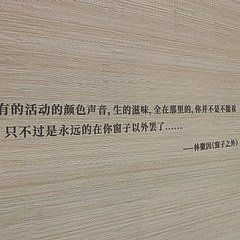 有的活动的颜色声音,生的滋味,全在那里的,你并不是不能看
只不过是永远的在你窗子以外罢了……
——林徽因《窗子之外》